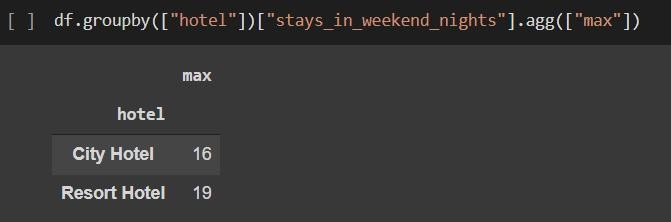 [ ] df.groupby(["hotel"])["stays_in_weekend_nights"].agg(["max"])
max
hotel
City Hotel 16
Resort Hotel 19